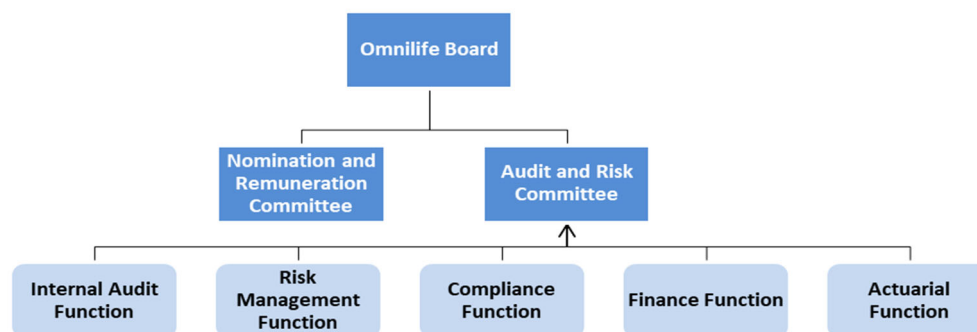 Omnilife Board
Nomination and
Remuneration
Committee
Audit and Risk
Committee
Internal Audit
Function
Risk
Management
Function
Compliance
Function
Finance Function
Actuarial
Function